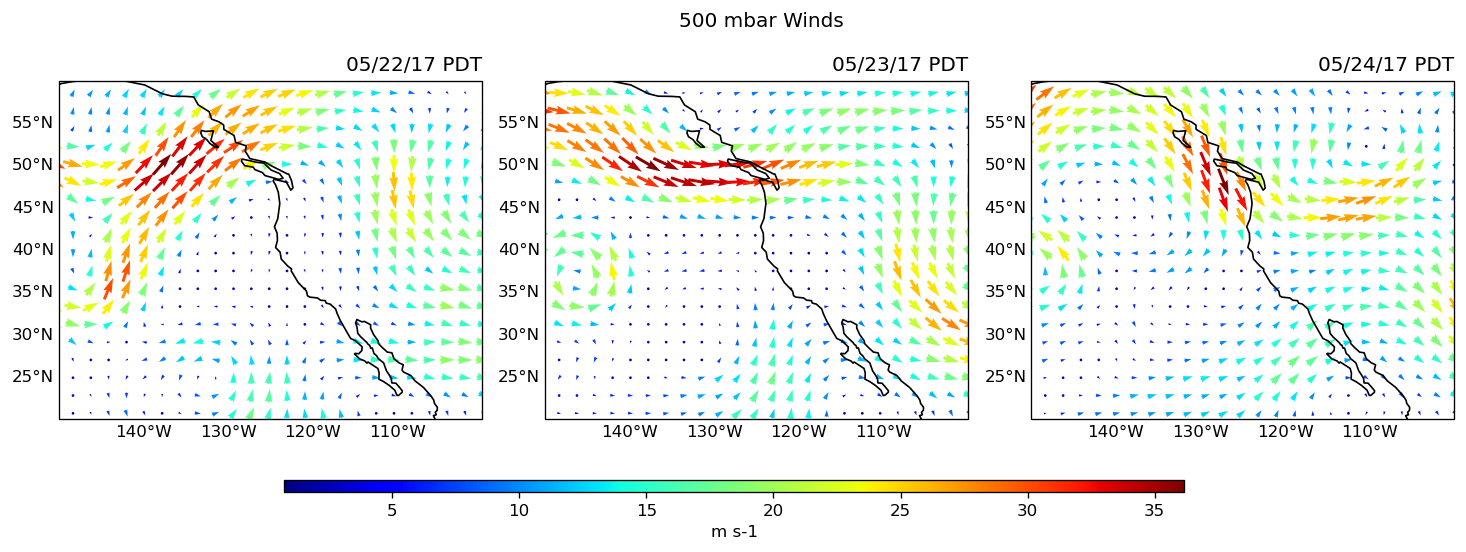 500 mbar Winds
05/22/17 PDT
05/23/17 PDT
05/24/17 PDT
55°N
50°N
45°N
40°N
35°N
30°N
25°N
140°W 130°W 120°W 110°W
55°N
50°N
45°N
40°N
35°N
30°N
25°N
140°W 130°W 120°W 110°W
55°N
50°N
45°N
40°N
35°N
30°N
25°N
140°W 130°W 120°W 110°W
5 10 15 20 25 30 35
m s-1